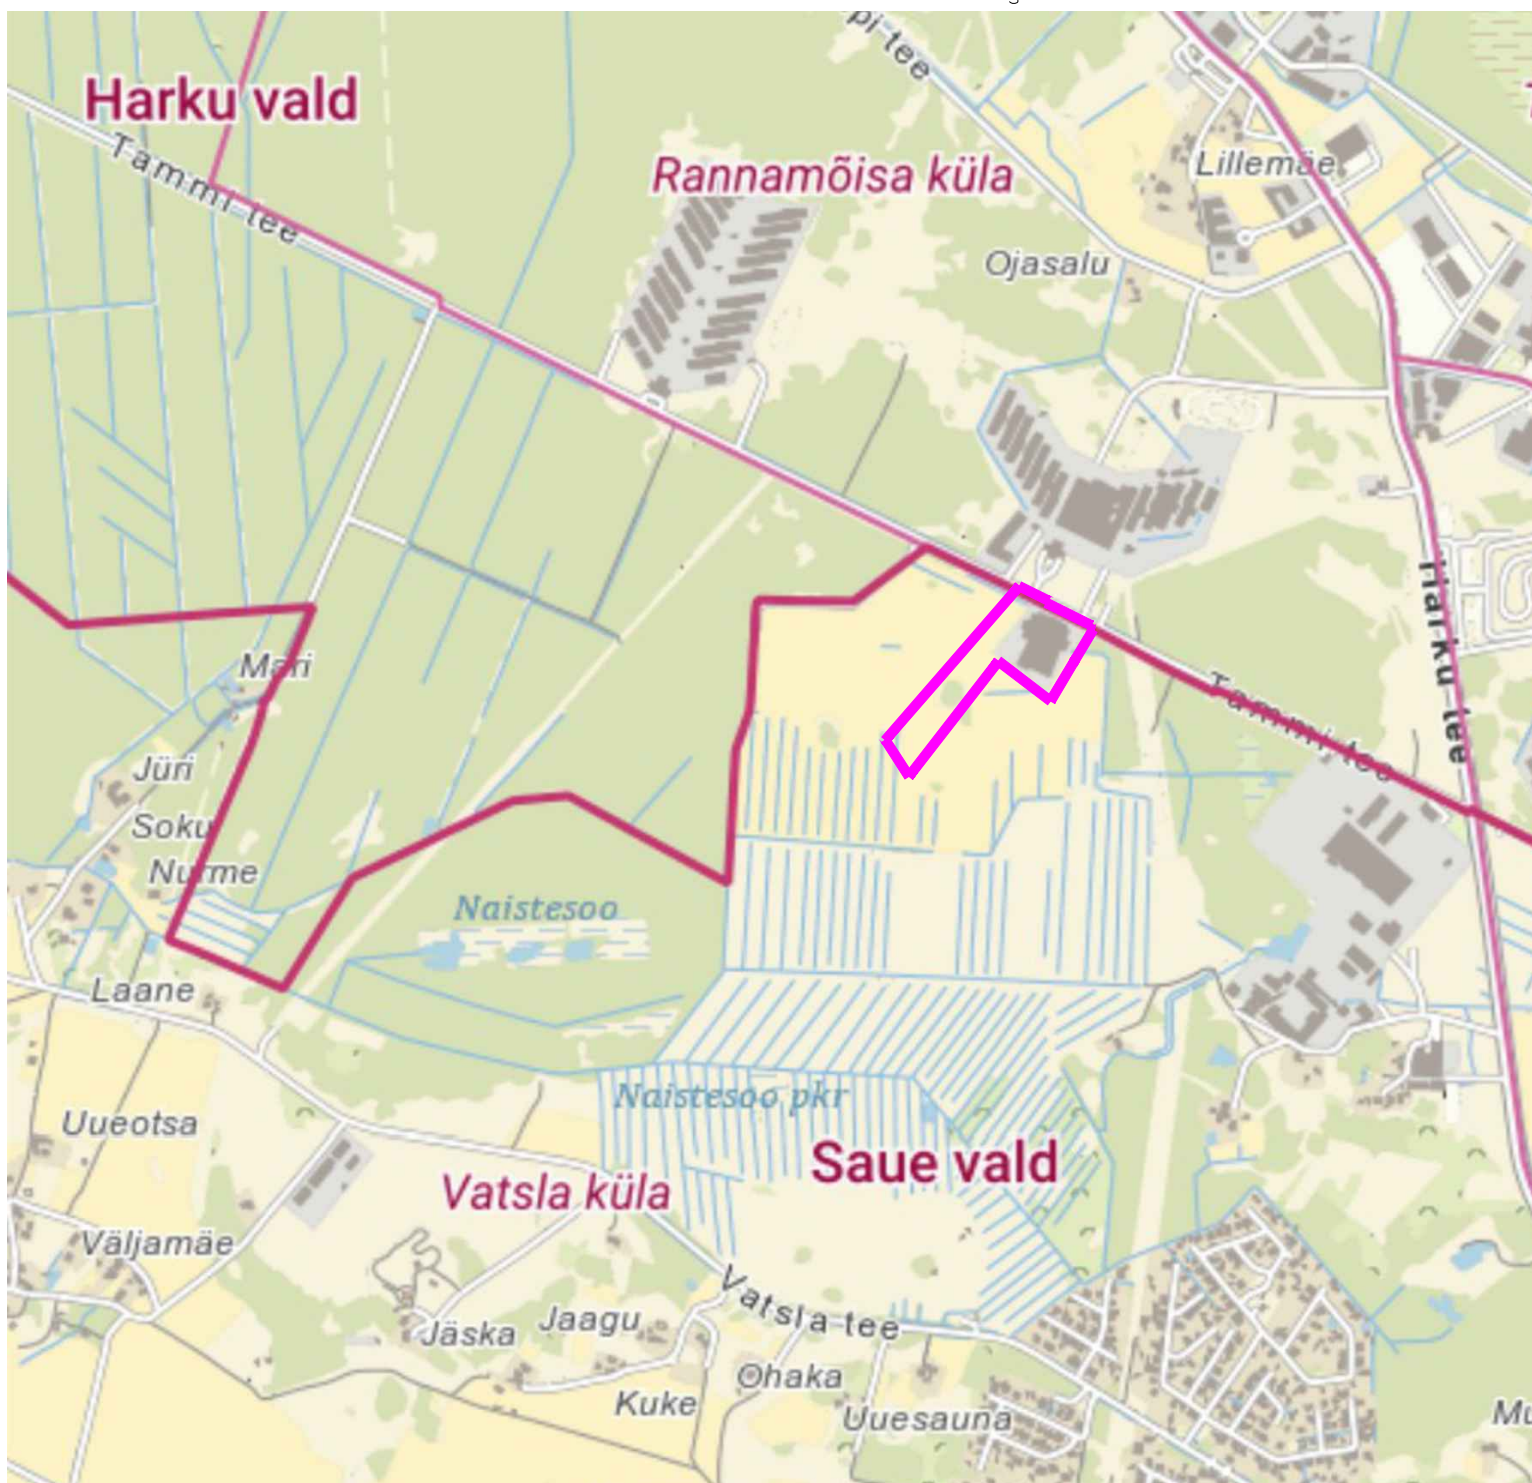 pi tee
Harku vald
Tammi tee
Rannamõisa küla
Lillemäe
Ojasalu
Harku tee
Mari
Tammi tee
Jüri
Soku
Nurme
Naistesoo
Laane
Naistesoo pkr
Uueotsa
Saue vald
Vatsla küla
Väljamäe
Vatsla tee
Jaagu
Jäska
Ohaka
Kuke
Uuesauna